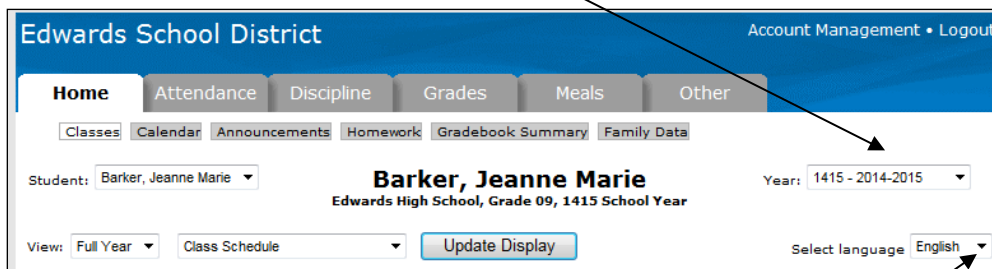 Edwards School District
Account Management • Logout
Home Attendance Discipline Grades Meals Other
Classes Calendar Announcements Homework Gradebook Summary Family Data
Student: Barker, Jeanne Marie Barker, Jeanne Marie Year: 1415 - 2014-2015
Edwards High School, Grade 09, 1415 School Year
View: Full Year Class Schedule Update Display Select language English